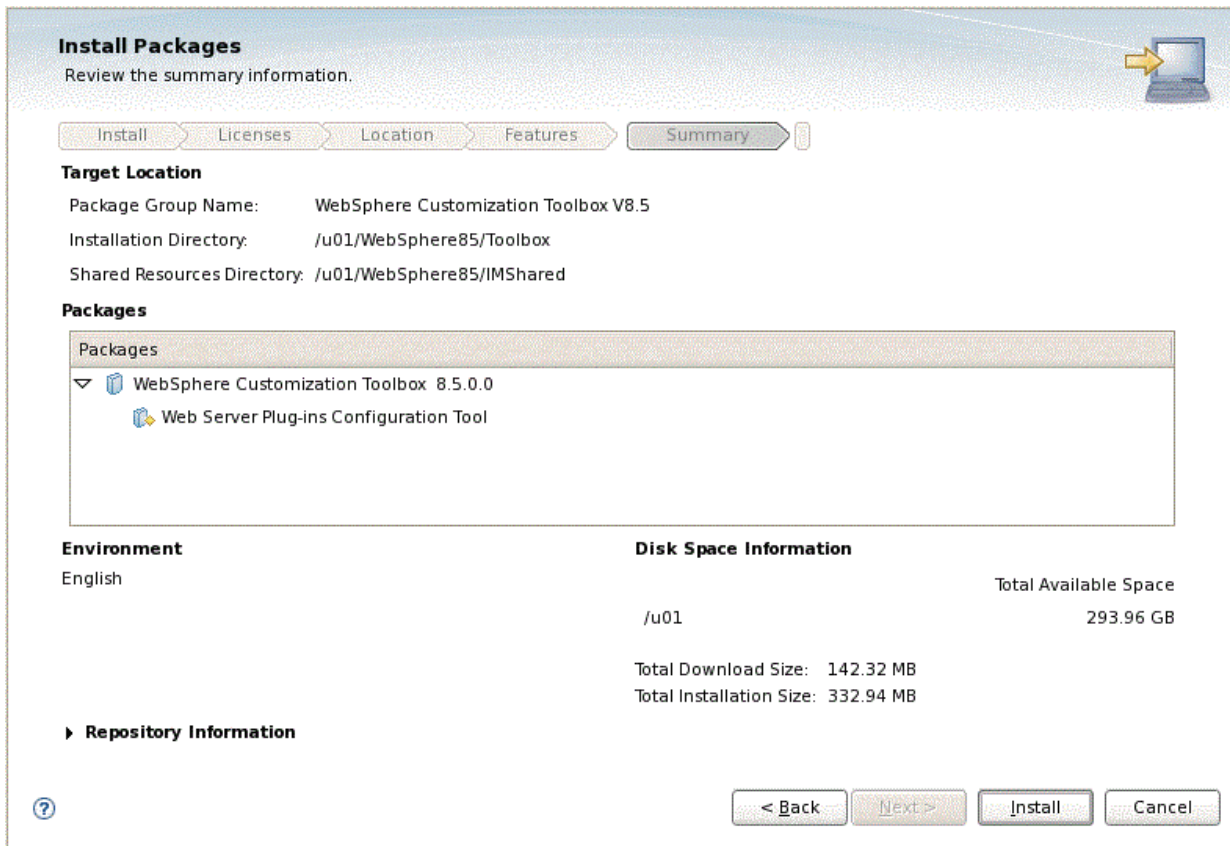 Install Packages
Review the summary information.
Install Licenses Location Features Summary
Target Location
Package Group Name: WebSphere Customization Toolbox V8.5
Installation Directory: /u01/WebSphere85/Toolbox
Shared Resources Directory: /u01/WebSphere85/IMShared
Packages
Packages
WebSphere Customization Toolbox 8.5.0.0
Web Server Plug-ins Configuration Tool
Environment
English
Disk Space Information
Total Available Space
/u01 293.96 GB
Total Download Size: 142.32 MB
Total Installation Size: 332.94 MB
Repository Information
? < Back Next > Install Cancel